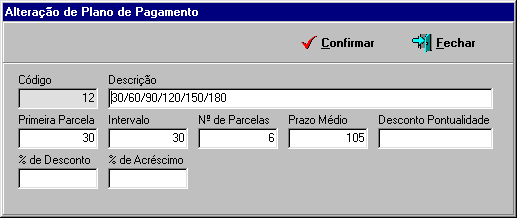 Alteração de Plano de Pagamento
Confirmar Fechar
Código Descrição
12 30/60/90/120/150/180
Primeira Parcela Intervalo Nº de Parcelas Prazo Médio Desconto Pontualidade
30 30 6 105
% de Desconto % de Acréscimo